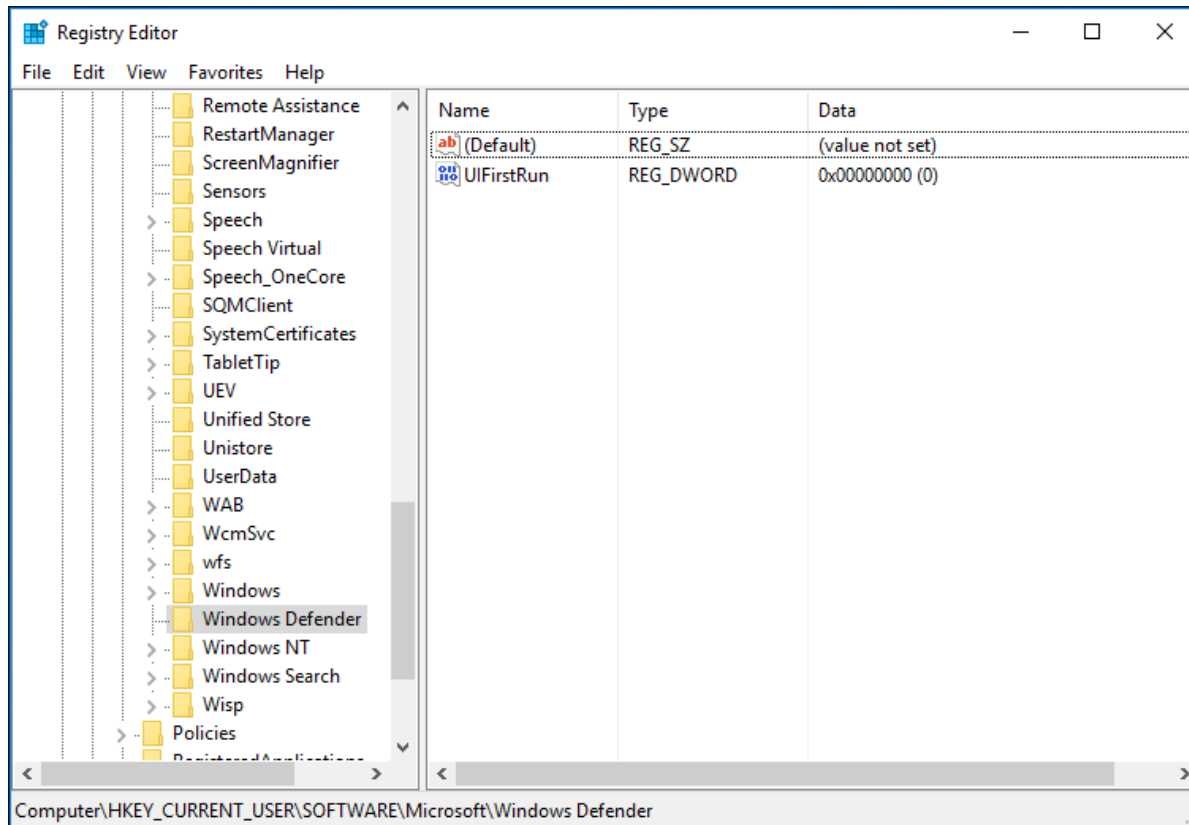 Registry Editor
File Edit View Favorites Help
Name Type Data
(Default) REG_SZ (value not set)
UIFirstRun REG_DWORD 0x00000000 (0)
Remote Assistance
RestartManager
ScreenMagnifier
Sensors
Speech
Speech Virtual
Speech_OneCore
SQMClient
SystemCertificates
TabletTip
UEV
Unified Store
Unistore
UserData
WAB
WcmSvc
wfs
Windows
Windows Defender
Windows NT
Windows Search
Wisp
Policies
Computer\HKEY_CURRENT_USER\SOFTWARE\Microsoft\Windows Defender